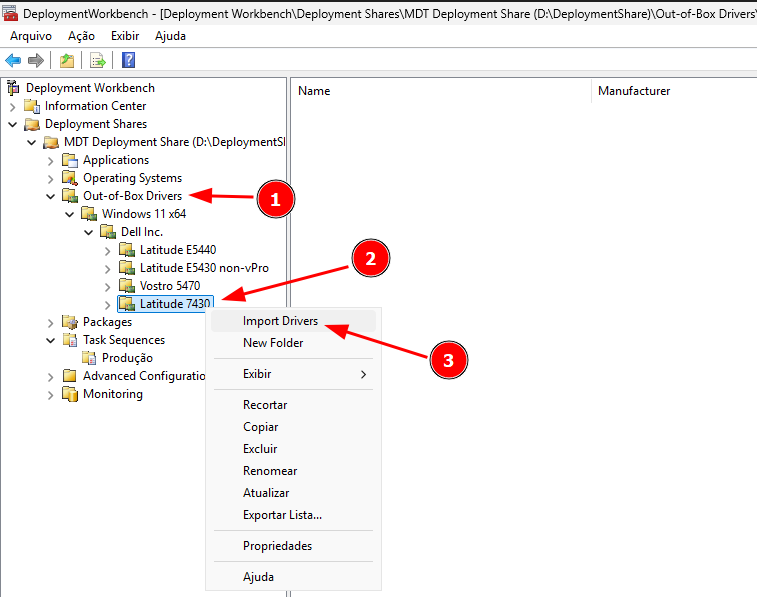 DeploymentWorkbench - [Deployment Workbench\Deployment Shares\MDT Deployment Share (D:\DeploymentShare)\Out-of-Box Drivers\
Arquivo Ação Exibir Ajuda
Deployment Workbench
Information Center
Deployment Shares
MDT Deployment Share (D:\DeploymentSl
Applications
Operating Systems
Out-of-Box Drivers
Windows 11 x64
Dell Inc.
Latitude E5440
Latitude E5430 non-vPro
Vostro 5470
Latitude 7430
Packages
Task Sequences
Produção
Advanced Configuratio
Monitoring
Name Manufacturer
1
2
3
Import Drivers
New Folder
Exibir
Recortar
Copiar
Excluir
Renomear
Atualizar
Exportar Lista...
Propriedades
Ajuda